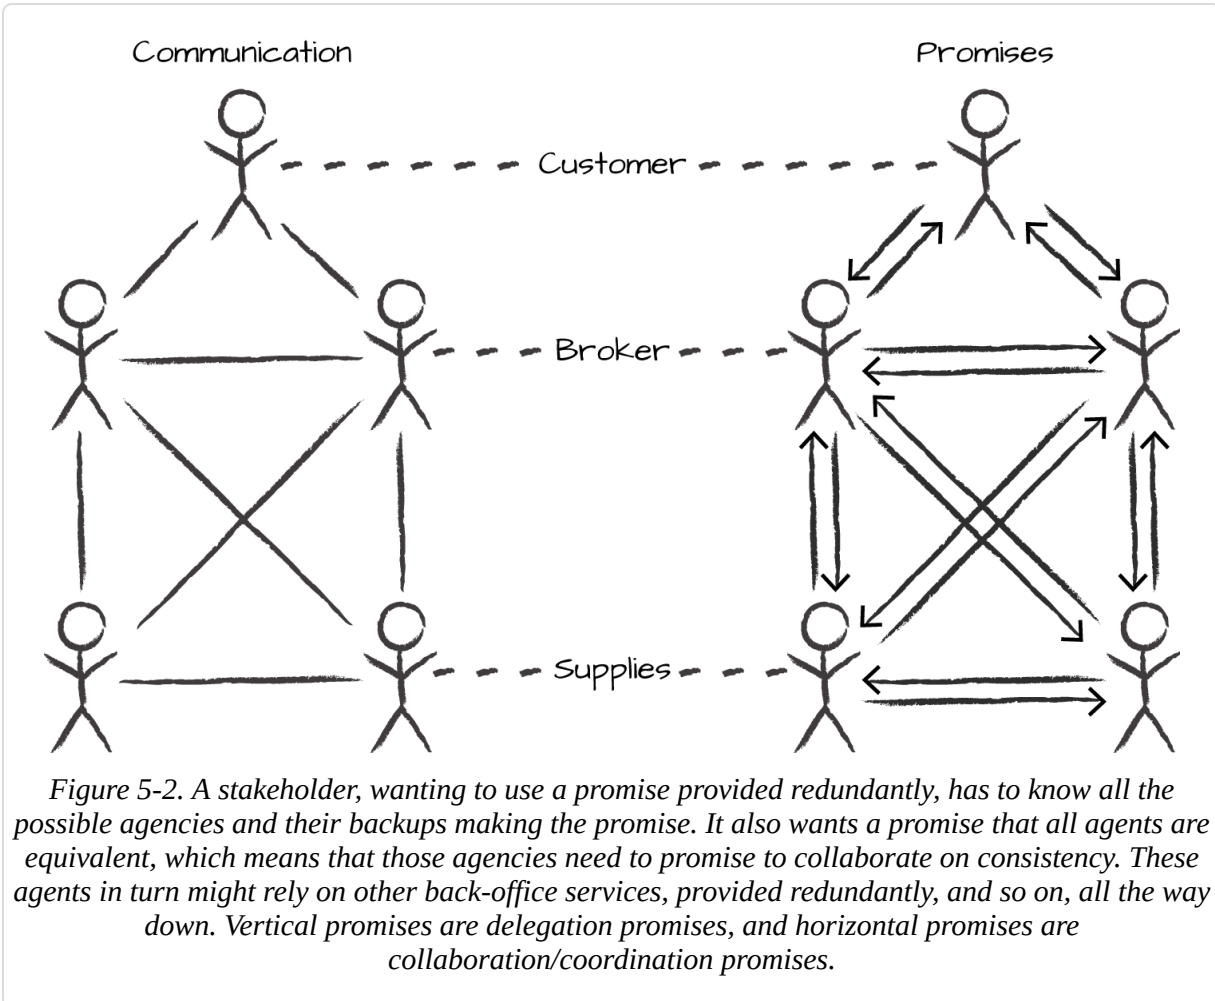 Communication
Promises
Customer
Broker
Supplies
Figure 5-2. A stakeholder, wanting to use a promise provided redundantly, has to know all the
possible agencies and their backups making the promise. It also wants a promise that all agents are
equivalent, which means that those agencies need to promise to collaborate on consistency. These
agents in turn might rely on other back-office services, provided redundantly, and so on, all the way
down. Vertical promises are delegation promises, and horizontal promises are
collaboration/coordination promises.